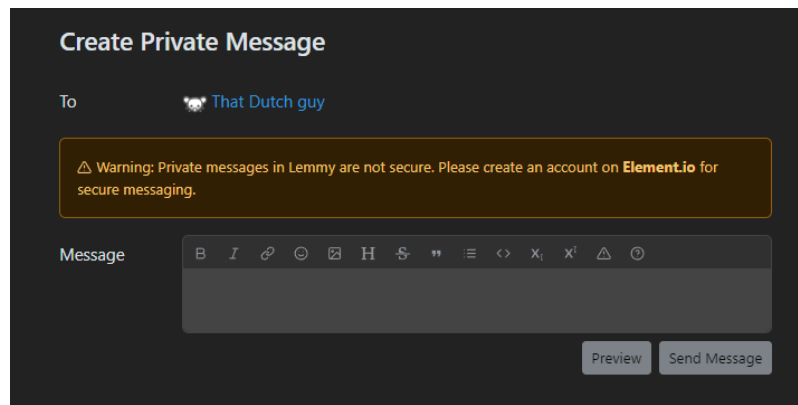 Create Private Message
To That Dutch guy
Warning: Private messages in Lemmy are not secure. Please create an account on Element.io for
secure messaging.
Message
Preview Send Message